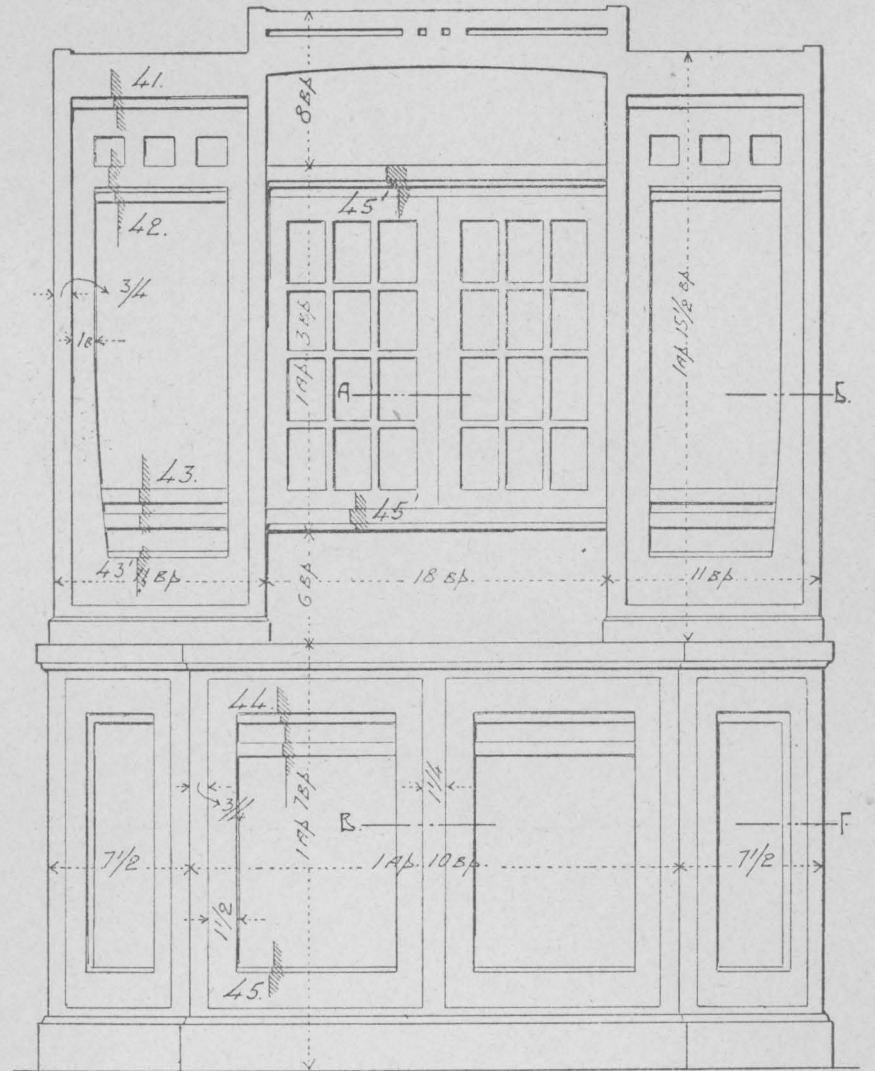 41.
8 Вр
45'
42.
3/4
1 Ар. 3 Вр
1 Ар. 15 1/2 Вр.
1 в
А
Б.
43.
45'
43'
11 Вр
6 Вр
18 Вр
11 Вр
44.
3/4
1 1/4
1 Ар 7 Вр.
В.
Г.
7 1/2
1 Ар. 10 Вр
7 1/2
1 1/2
45.